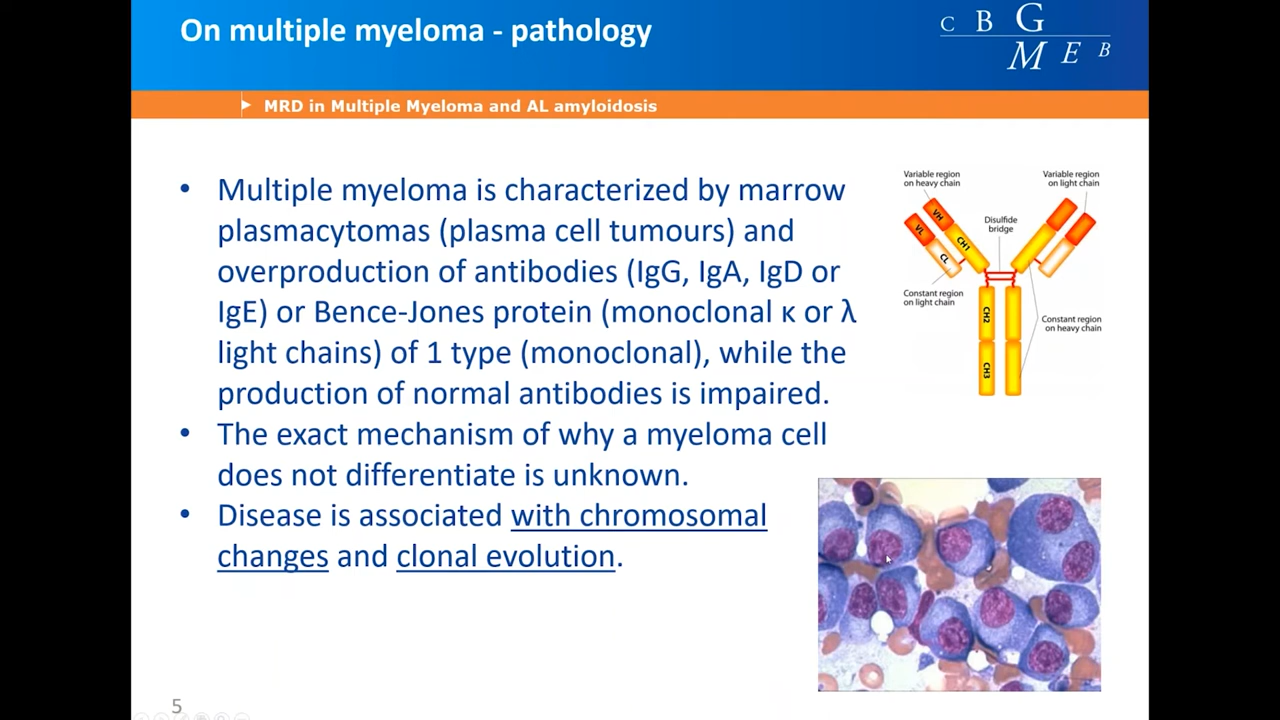 On multiple myeloma - pathology
C B G
M E B
MRD in Multiple Myeloma and AL amyloidosis
• Multiple myeloma is characterized by marrow
plasmacytomas (plasma cell tumours) and
overproduction of antibodies (IgG, IgA, IgD or
IgE) or Bence-Jones protein (monoclonal κ or λ
light chains) of 1 type (monoclonal), while the
production of normal antibodies is impaired.
• The exact mechanism of why a myeloma cell
does not differentiate is unknown.
• Disease is associated with chromosomal
changes and clonal evolution.
Variable region
on heavy chain
Variable region
on light chain
Disulfide
bridge
VH
VL
CH1
CL
Constant region
on light chain
CH2
Constant region
on heavy chain
CH3
5